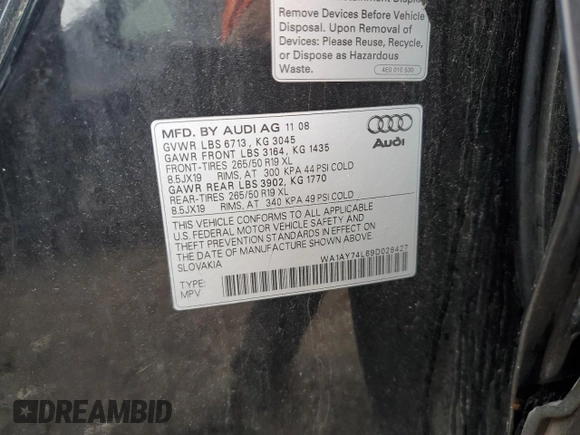 Remove Devices Before Vehicle
Disposal. Upon Removal of
Devices: Please Reuse, Recycle,
or Dispose as Hazardous
Waste.
4E0 010 530
MFD. BY AUDI AG 11 08
GVWR LBS 6713, KG 3045
GAWR FRONT LBS 3164, KG 1435
FRONT-TIRES 265/50 R19 XL
8.5JX19 RIMS, AT 300 KPA 44 PSI COLD
GAWR REAR LBS 3902, KG 1770
REAR-TIRES 265/50 R19 XL
8.5JX19 RIMS, AT 340 KPA 49 PSI COLD
THIS VEHICLE CONFORMS TO ALL APPLICABLE
U.S. FEDERAL MOTOR VEHICLE SAFETY AND
THEFT PREVENTION STANDARDS IN EFFECT ON
THE DATE OF MANUFACTURE SHOWN ABOVE.
SLOVAKIA
Audi
WA1AY74L69D028427
TYPE:
MPV
DREAMBID